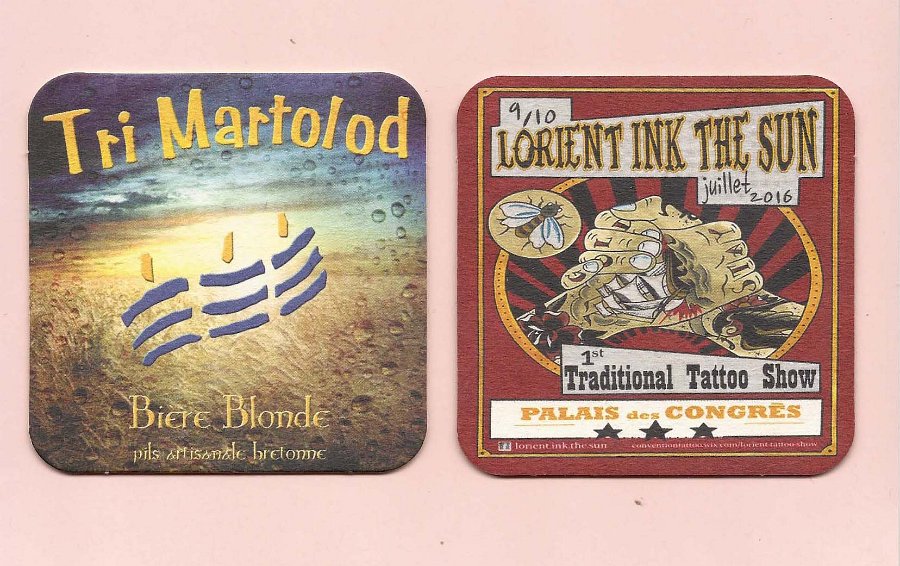 Tri Martolod
Bière Blonde
pils artisanale bretonne
9/10
LORIENT INK THE SUN
juillet 2016
1st
Traditional Tattoo Show
PALAIS des CONGRÈS
lorient.ink.the.sun
conventiontattoo.wix.com/lorient-tattoo-show